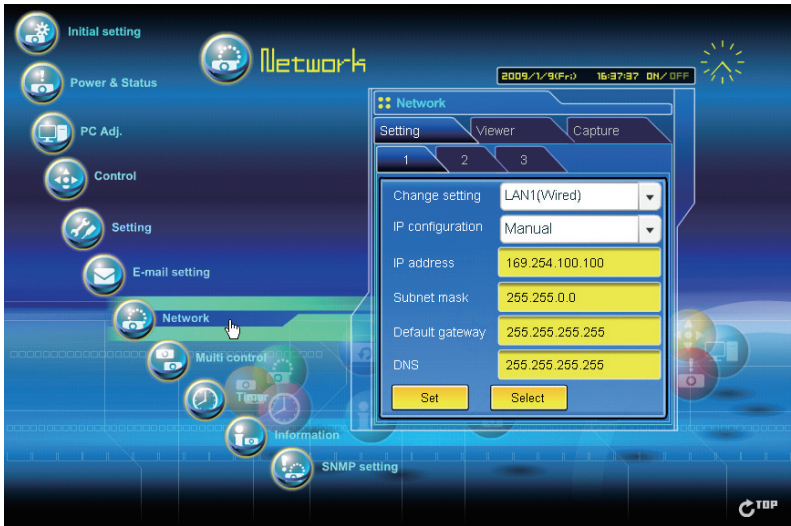 Initial setting
Power & Status
PC Adj.
Control
Setting
E-mail setting
Network
Multi control
Timer
Information
SNMP setting
Network
2009/1/9(Fri) 16:37:37 ON/OFF
Network
Setting Viewer Capture
1 2 3
Change setting LAN1(Wired)
IP configuration Manual
IP address 169.254.100.100
Subnet mask 255.255.0.0
Default gateway 255.255.255.255
DNS 255.255.255.255
Set Select
TOP